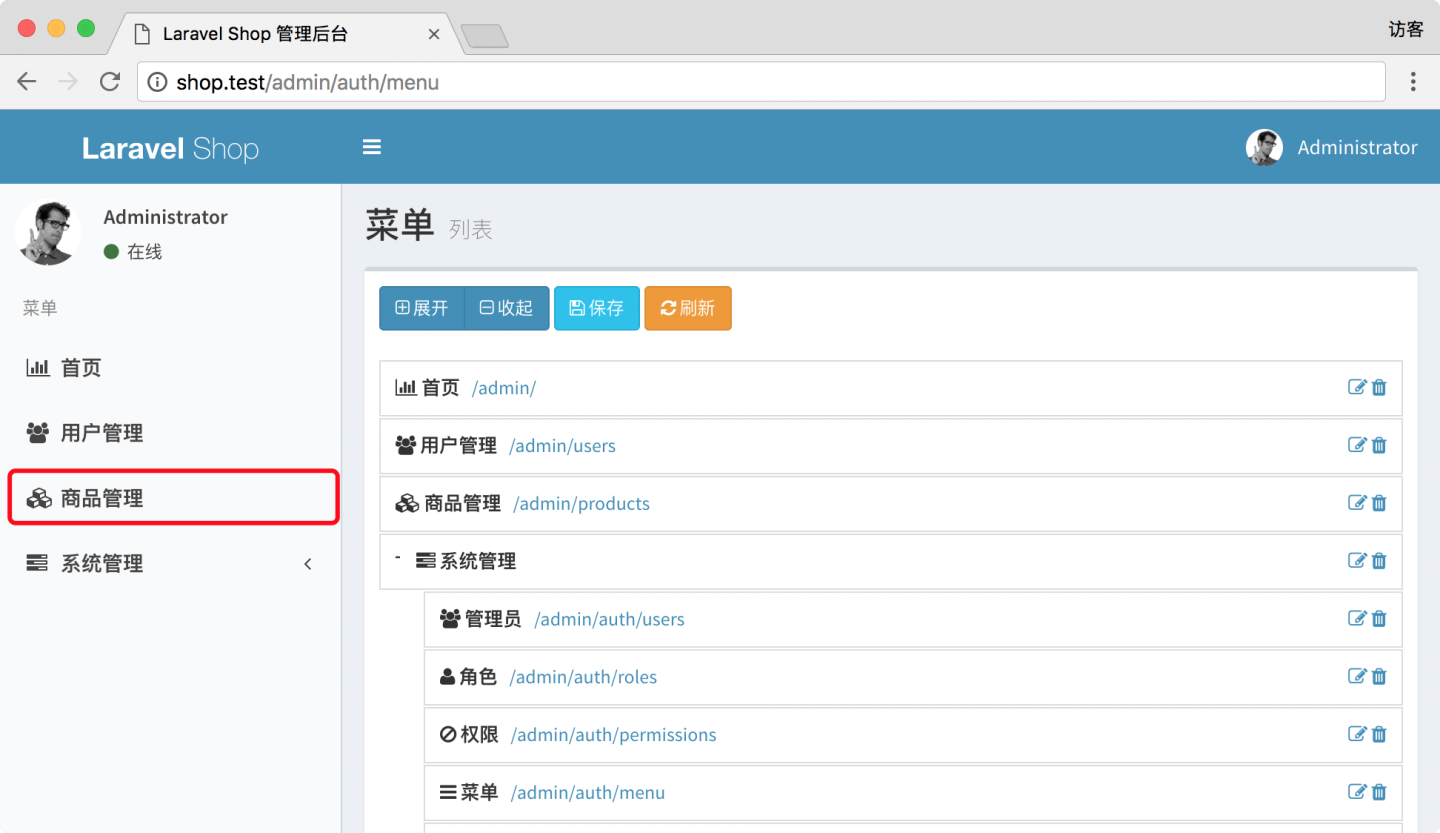 Laravel Shop 管理后台
访客
shop.test/admin/auth/menu
Laravel Shop
Administrator
Administrator
在线
菜单
首页
用户管理
商品管理
系统管理
菜单 列表
展开 收起 保存 刷新
首页 /admin/
用户管理 /admin/users
商品管理 /admin/products
- 系统管理
管理员 /admin/auth/users
角色 /admin/auth/roles
权限 /admin/auth/permissions
菜单 /admin/auth/menu